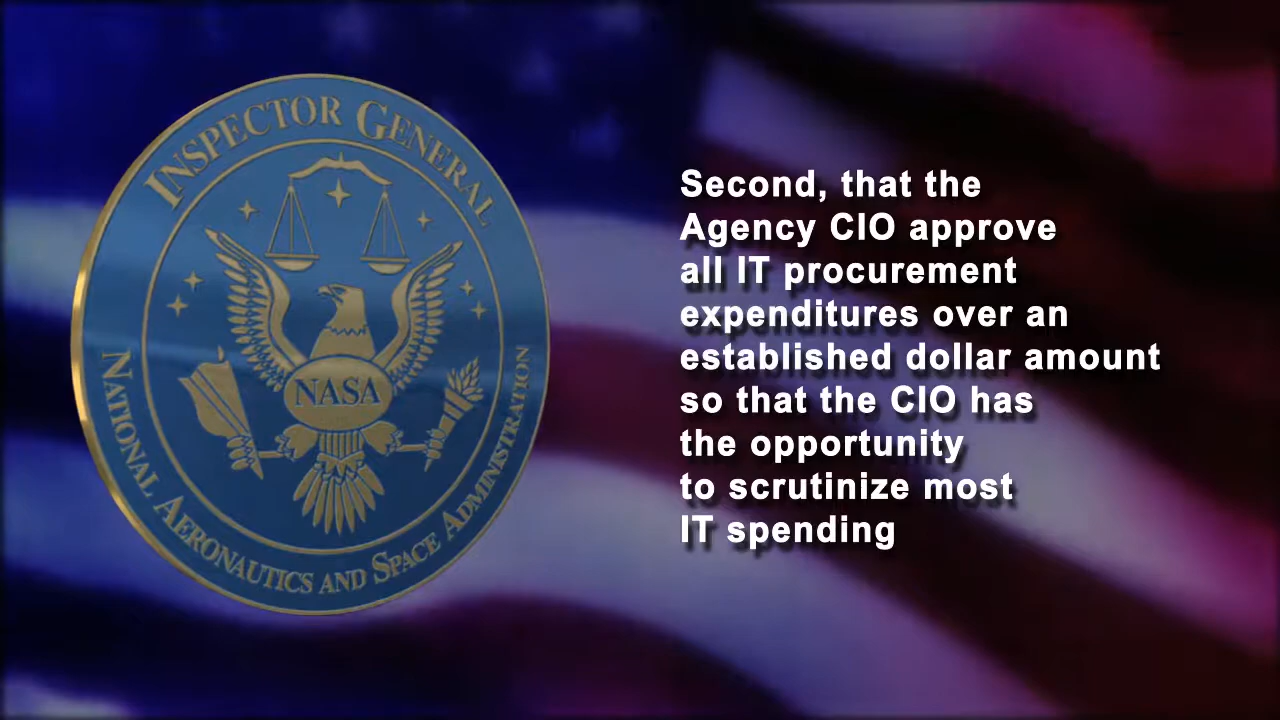 INSPECTOR GENERAL
NASA
NATIONAL AERONAUTICS AND SPACE ADMINISTRATION
Second, that the
Agency CIO approve
all IT procurement
expenditures over an
established dollar amount
so that the CIO has
the opportunity
to scrutinize most
IT spending